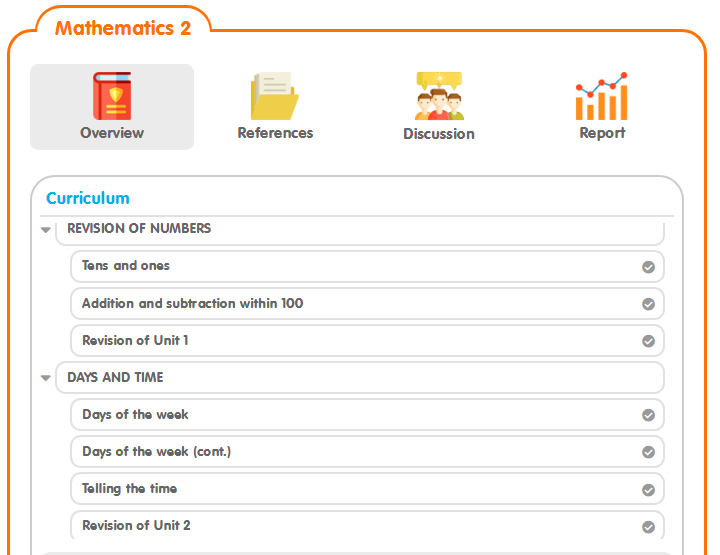 Mathematics 2
Overview
References
Discussion
Report
Curriculum
REVISION OF NUMBERS
Tens and ones
Addition and subtraction within 100
Revision of Unit 1
DAYS AND TIME
Days of the week
Days of the week (cont.)
Telling the time
Revision of Unit 2